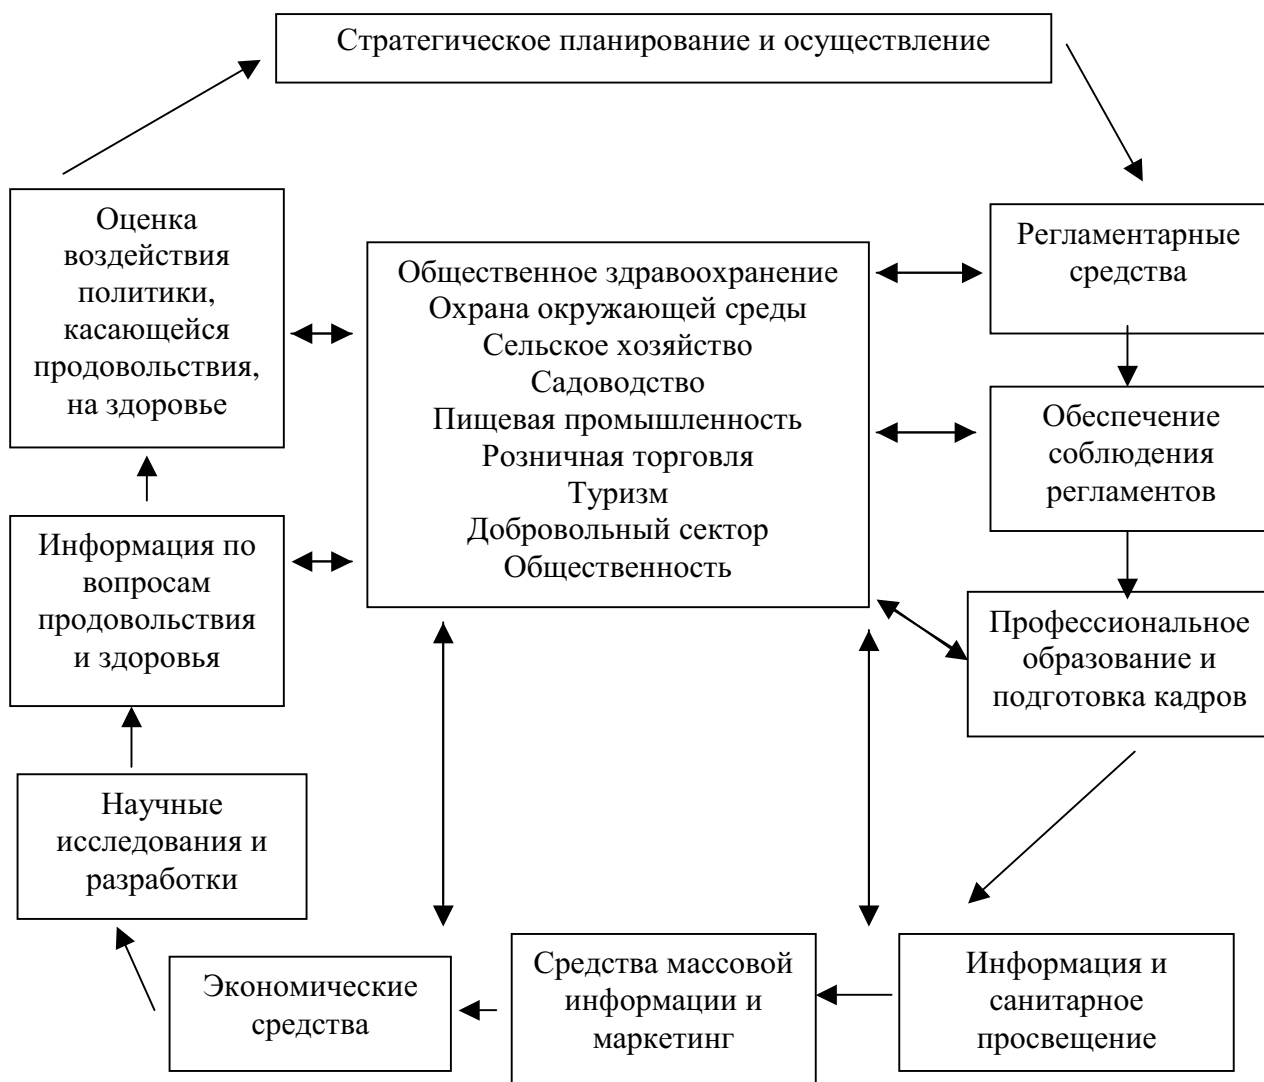 Стратегическое планирование и осуществление
Оценка
воздействия
политики,
касающейся
продовольствия,
на здоровье
Общественное здравоохранение
Охрана окружающей среды
Сельское хозяйство
Садоводство
Пищевая промышленность
Розничная торговля
Туризм
Добровольный сектор
Общественность
Регламентарные
средства
Обеспечение
соблюдения
регламентов
Информация по
вопросам
продовольствия
и здоровья
Профессиональное
образование и
подготовка кадров
Научные
исследования и
разработки
Экономические
средства
Средства массовой
информации и
маркетинг
Информация и
санитарное
просвещение